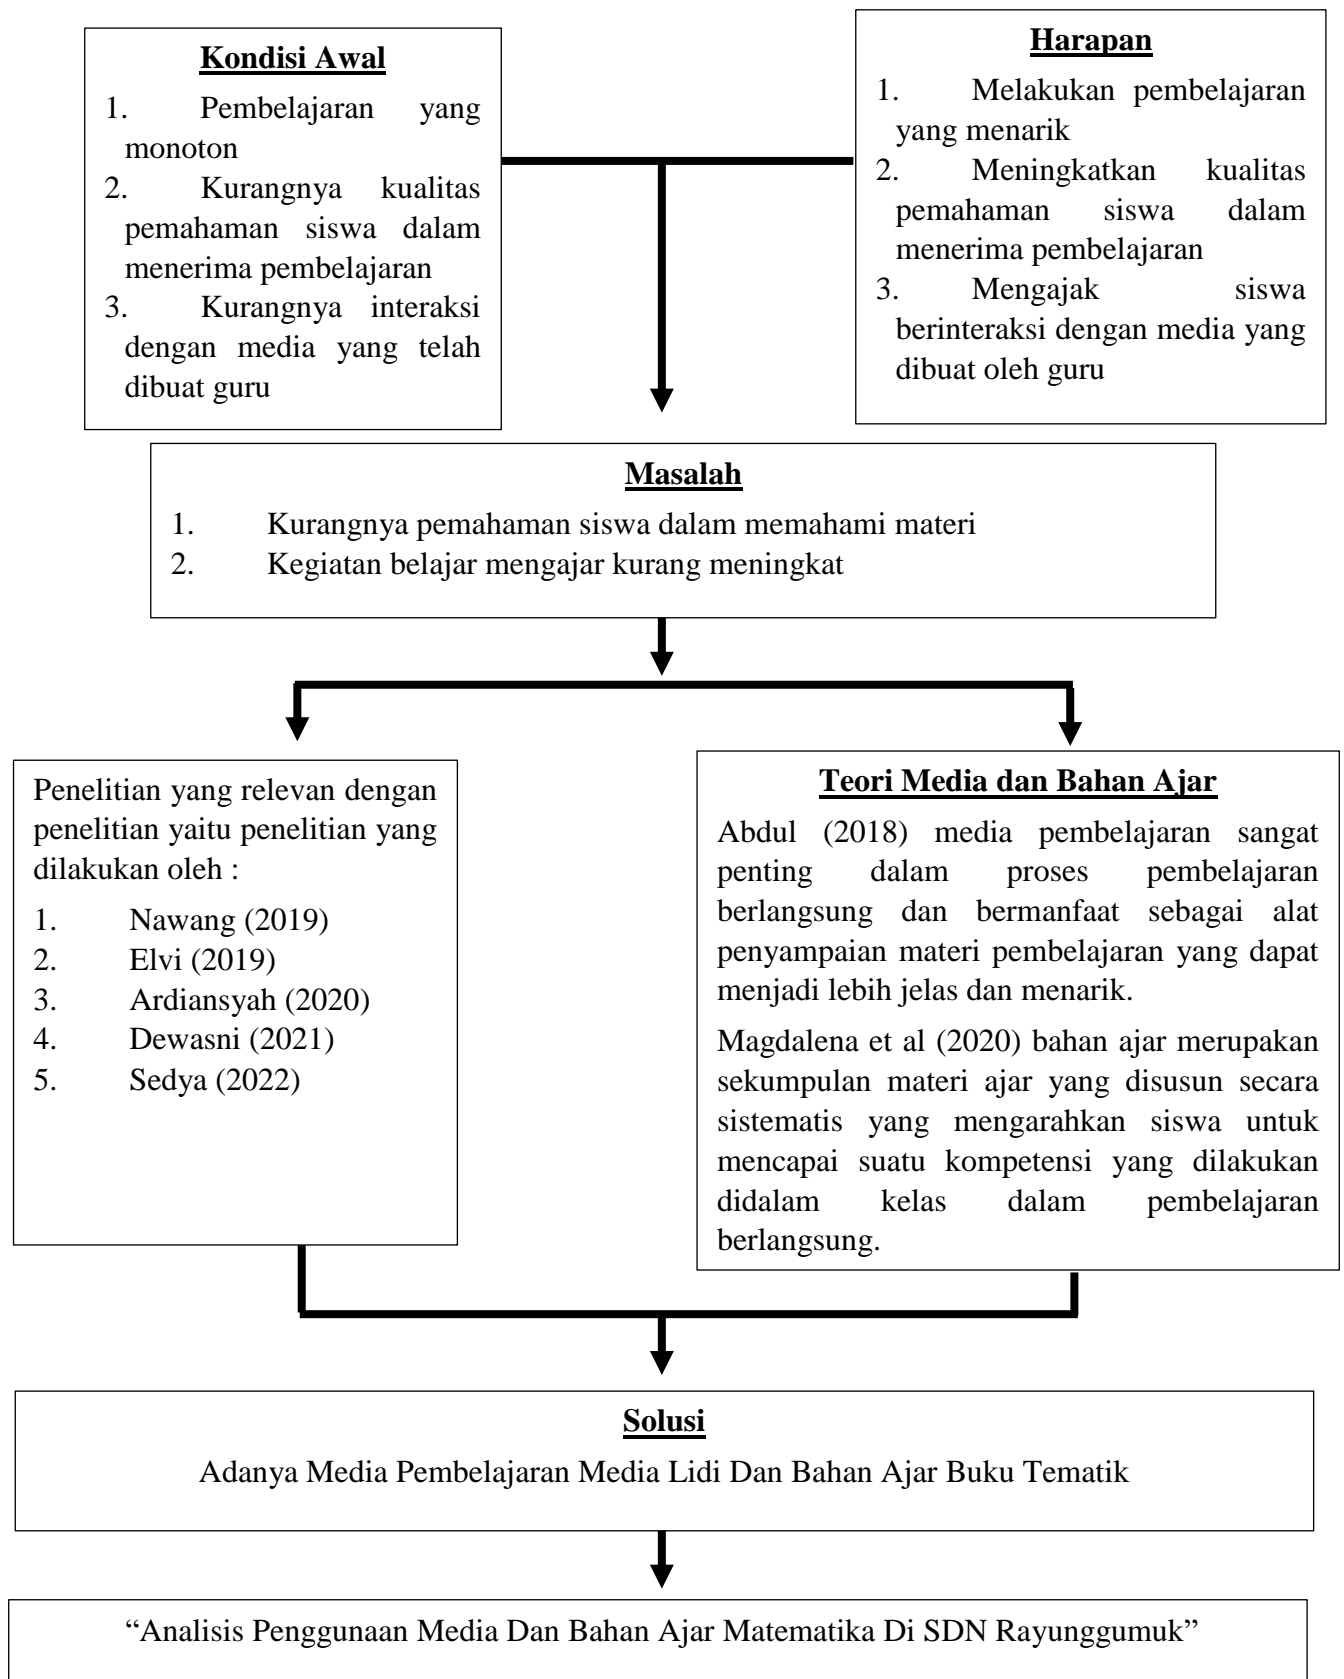 Kondisi Awal
1. Pembelajaran yang
monoton
2. Kurangnya kualitas
pemahaman siswa dalam
menerima pembelajaran
3. Kurangnya interaksi
dengan media yang telah
dibuat guru
Harapan
1. Melakukan pembelajaran
yang menarik
2. Meningkatkan kualitas
pemahaman siswa dalam
menerima pembelajaran
3. Mengajak siswa
berinteraksi dengan media yang
dibuat oleh guru
Masalah
1. Kurangnya pemahaman siswa dalam memahami materi
2. Kegiatan belajar mengajar kurang meningkat
Penelitian yang relevan dengan
penelitian yaitu penelitian yang
dilakukan oleh :
1. Nawang (2019)
2. Elvi (2019)
3. Ardiansyah (2020)
4. Dewasni (2021)
5. Sedya (2022)
Teori Media dan Bahan Ajar
Abdul (2018) media pembelajaran sangat
penting dalam proses pembelajaran
berlangsung dan bermanfaat sebagai alat
penyampaian materi pembelajaran yang dapat
menjadi lebih jelas dan menarik.
Magdalena et al (2020) bahan ajar merupakan
sekumpulan materi ajar yang disusun secara
sistematis yang mengarahkan siswa untuk
mencapai suatu kompetensi yang dilakukan
didalam kelas dalam pembelajaran
berlangsung.
Solusi
Adanya Media Pembelajaran Media Lidi Dan Bahan Ajar Buku Tematik
“Analisis Penggunaan Media Dan Bahan Ajar Matematika Di SDN Rayunggumuk”